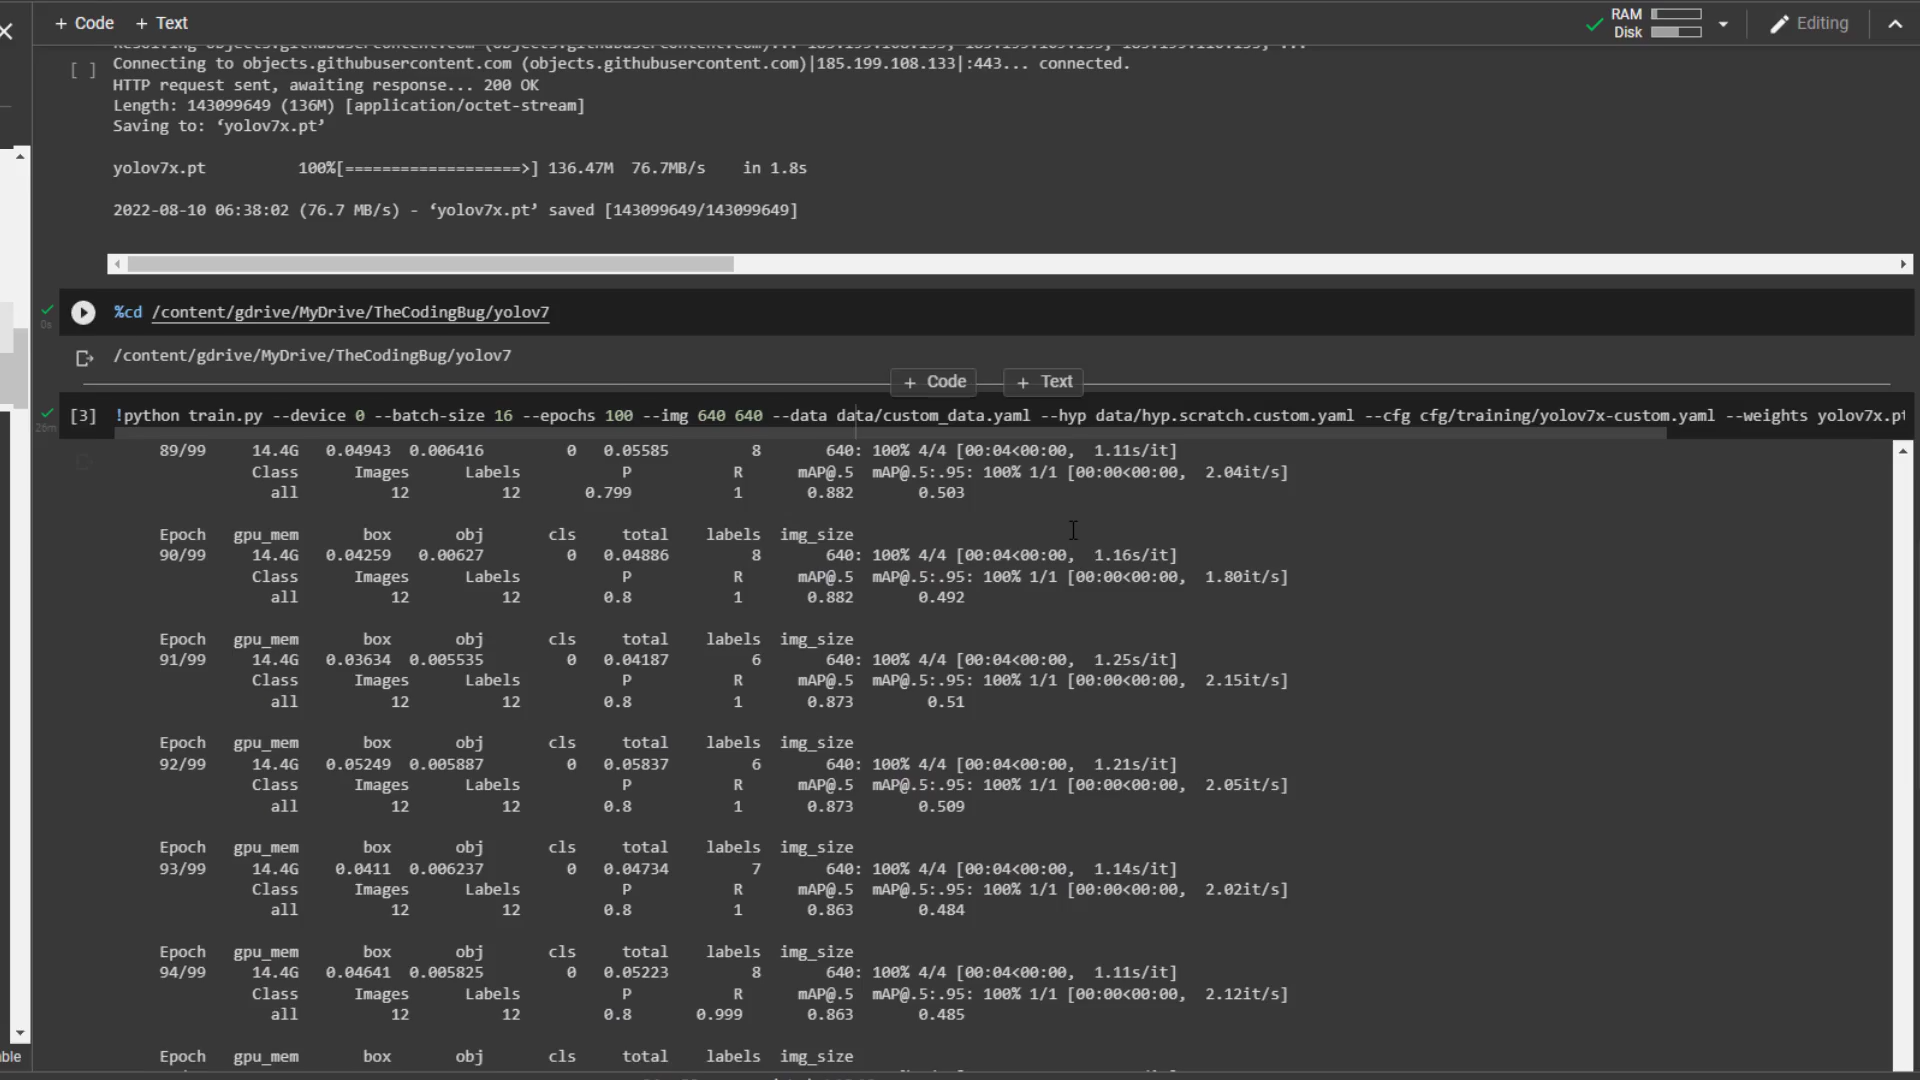 + Code + Text
RAM
Disk
Editing
Resolving objects.githubusercontent.com (objects.githubusercontent.com)... 185.199.108.133, 185.199.109.133, 185.199.110.133, ...
[ ] Connecting to objects.githubusercontent.com (objects.githubusercontent.com)|185.199.108.133|:443... connected.
HTTP request sent, awaiting response... 200 OK
Length: 143099649 (136M) [application/octet-stream]
Saving to: ‘yolov7x.pt’
yolov7x.pt 100%[===================>] 136.47M 76.7MB/s in 1.8s
2022-08-10 06:38:02 (76.7 MB/s) - ‘yolov7x.pt’ saved [143099649/143099649]
0s
%cd /content/gdrive/MyDrive/TheCodingBug/yolov7
/content/gdrive/MyDrive/TheCodingBug/yolov7
+ Code + Text
26m
[3] !python train.py --device 0 --batch-size 16 --epochs 100 --img 640 640 --data data/custom_data.yaml --hyp data/hyp.scratch.custom.yaml --cfg cfg/training/yolov7x-custom.yaml --weights yolov7x.pt
89/99 14.4G 0.04943 0.006416 0 0.05585 8 640: 100% 4/4 [00:04<00:00, 1.11s/it]
Class Images Labels P R mAP@.5 mAP@.5:.95: 100% 1/1 [00:00<00:00, 2.04it/s]
all 12 12 0.799 1 0.882 0.503
Epoch gpu_mem box obj cls total labels img_size
90/99 14.4G 0.04259 0.00627 0 0.04886 8 640: 100% 4/4 [00:04<00:00, 1.16s/it]
Class Images Labels P R mAP@.5 mAP@.5:.95: 100% 1/1 [00:00<00:00, 1.80it/s]
all 12 12 0.8 1 0.882 0.492
Epoch gpu_mem box obj cls total labels img_size
91/99 14.4G 0.03634 0.005535 0 0.04187 6 640: 100% 4/4 [00:04<00:00, 1.25s/it]
Class Images Labels P R mAP@.5 mAP@.5:.95: 100% 1/1 [00:00<00:00, 2.15it/s]
all 12 12 0.8 1 0.873 0.51
Epoch gpu_mem box obj cls total labels img_size
92/99 14.4G 0.05249 0.005887 0 0.05837 6 640: 100% 4/4 [00:04<00:00, 1.21s/it]
Class Images Labels P R mAP@.5 mAP@.5:.95: 100% 1/1 [00:00<00:00, 2.05it/s]
all 12 12 0.8 1 0.873 0.509
Epoch gpu_mem box obj cls total labels img_size
93/99 14.4G 0.0411 0.006237 0 0.04734 7 640: 100% 4/4 [00:04<00:00, 1.14s/it]
Class Images Labels P R mAP@.5 mAP@.5:.95: 100% 1/1 [00:00<00:00, 2.02it/s]
all 12 12 0.8 1 0.863 0.484
Epoch gpu_mem box obj cls total labels img_size
94/99 14.4G 0.04641 0.005825 0 0.05223 8 640: 100% 4/4 [00:04<00:00, 1.11s/it]
Class Images Labels P R mAP@.5 mAP@.5:.95: 100% 1/1 [00:00<00:00, 2.12it/s]
all 12 12 0.8 0.999 0.863 0.485
Epoch gpu_mem box obj cls total labels img_size